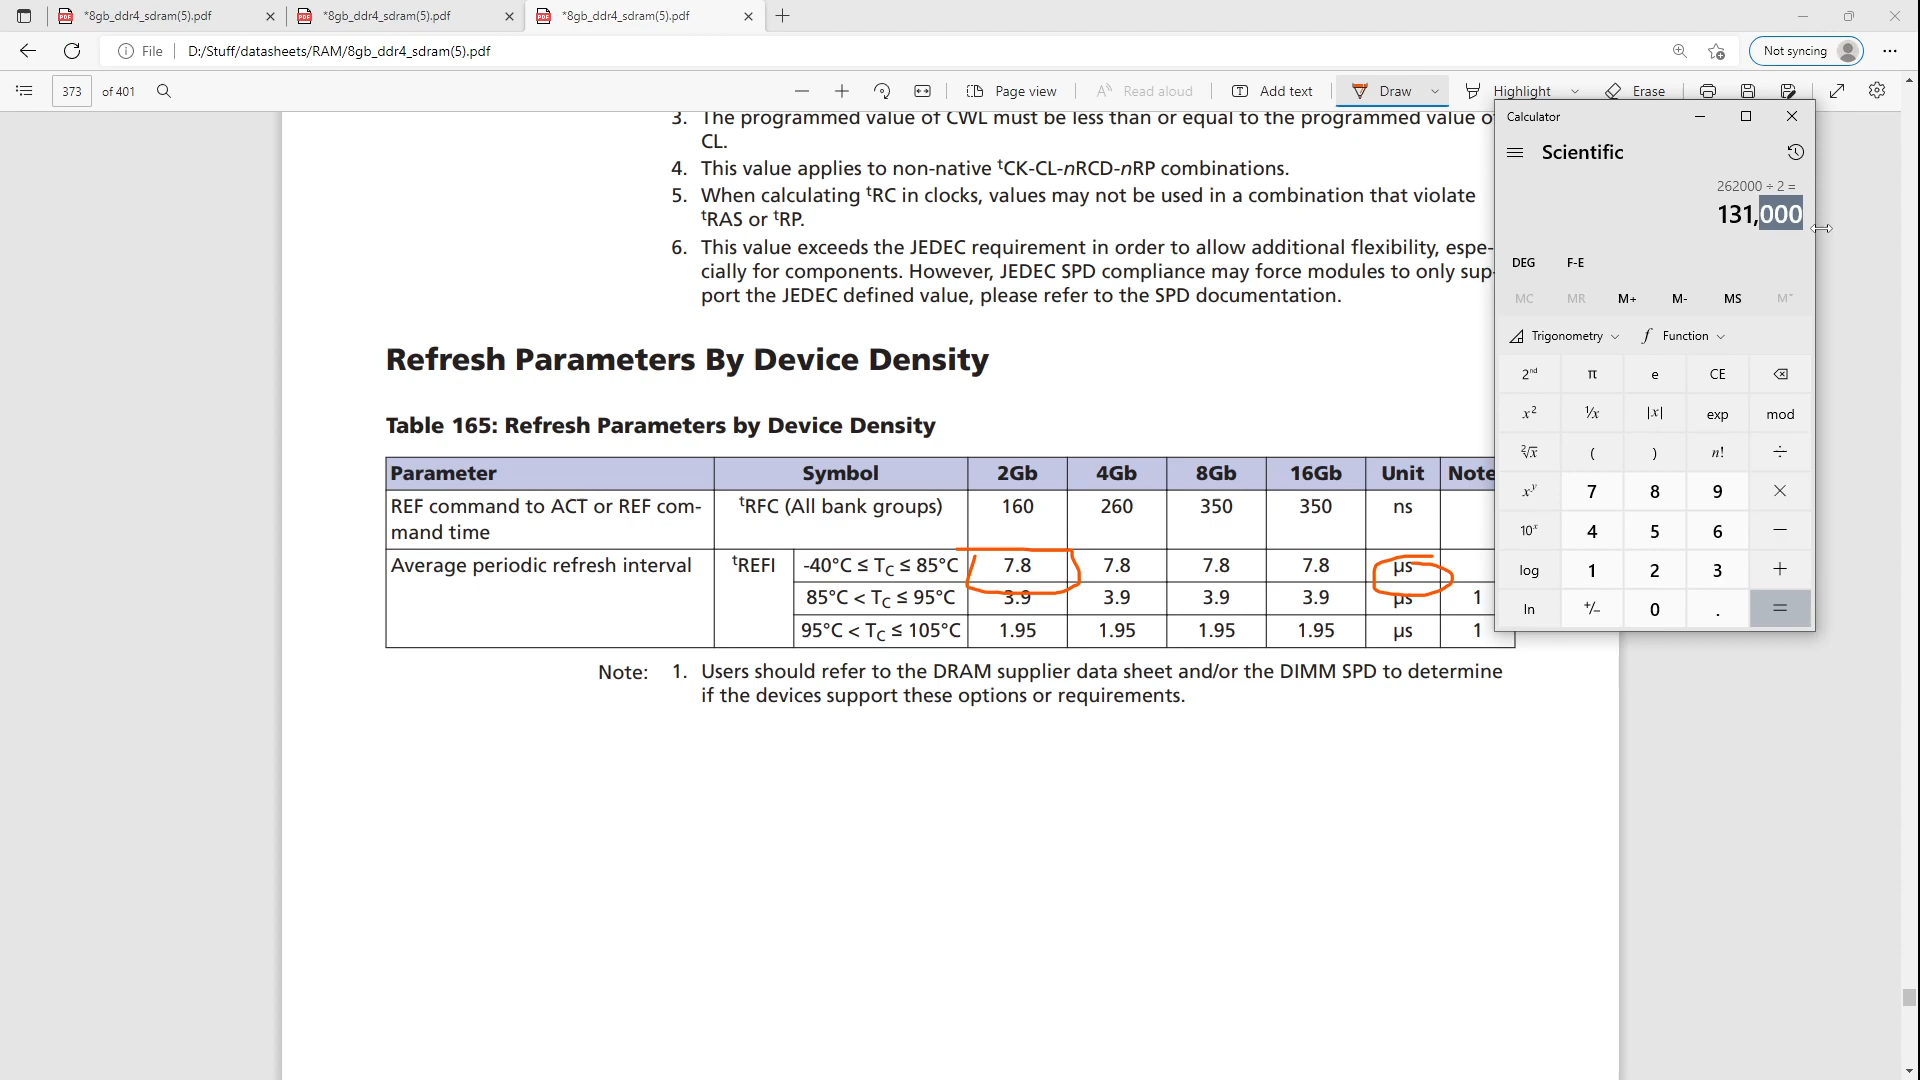 *8gb_ddr4_sdram(5).pdf
*8gb_ddr4_sdram(5).pdf
*8gb_ddr4_sdram(5).pdf
File D:/Stuff/datasheets/RAM/8gb_ddr4_sdram(5).pdf
Not syncing
373 of 401
Page view
Read aloud
Add text
Draw
Highlight
Erase
3. The programmed value of CWL must be less than or equal to the programmed value o
CL.
4. This value applies to non-native tCK-CL-nRCD-nRP combinations.
5. When calculating tRC in clocks, values may not be used in a combination that violate
tRAS or tRP.
6. This value exceeds the JEDEC requirement in order to allow additional flexibility, espe-
cially for components. However, JEDEC SPD compliance may force modules to only sup-
port the JEDEC defined value, please refer to the SPD documentation.
Refresh Parameters By Device Density
Table 165: Refresh Parameters by Device Density
Parameter Symbol 2Gb 4Gb 8Gb 16Gb Unit Note
REF command to ACT or REF com-
mand time
tRFC (All bank groups) 160 260 350 350 ns
Average periodic refresh interval tREFI -40°C ≤ TC ≤ 85°C 7.8 7.8 7.8 7.8 µs
85°C < TC ≤ 95°C 3.9 3.9 3.9 3.9 µs 1
95°C < TC ≤ 105°C 1.95 1.95 1.95 1.95 µs 1
Note: 1. Users should refer to the DRAM supplier data sheet and/or the DIMM SPD to determine
if the devices support these options or requirements.
Calculator
Scientific
262000 ÷ 2 =
131,000
DEG F-E
MC MR M+ M- MS M˅
Trigonometry Function
2nd π e CE
x² ¹/x |x| exp mod
²√x ( ) n! ÷
xʸ 7 8 9 ×
10ˣ 4 5 6 −
log 1 2 3 +
ln +/- 0 . =